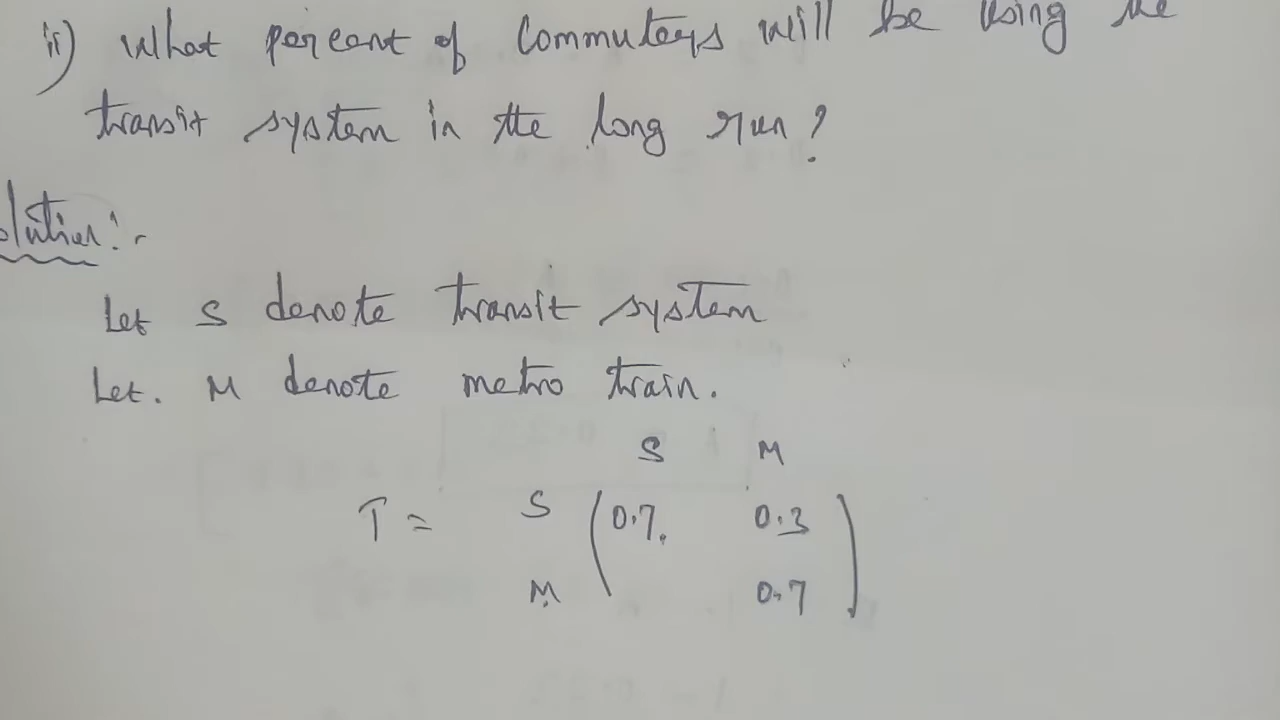 ii) What percent of Commuters will be using the
transit system in the long run?
olution:-
Let S denote transit system
Let. M denote metro train.
S M
T = S ( 0.7. 0.3 )
M 0.7